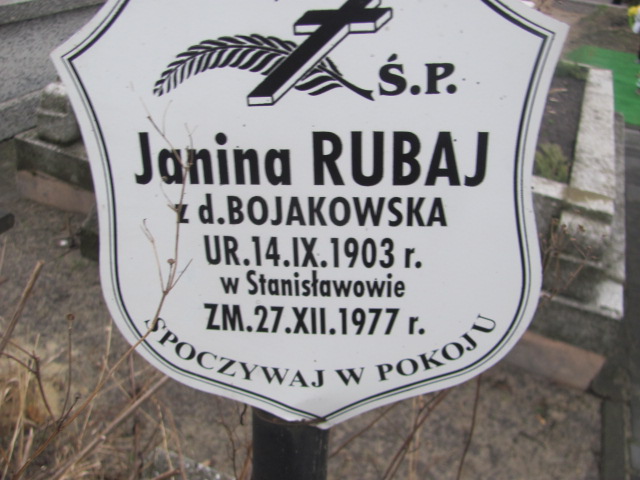 Ś.P.
Janina RUBAJ
z d.BOJAKOWSKA
UR.14.IX.1903 r.
w Stanisławowie
ZM.27.XII.1977 r.
SPOCZYWAJ W POKOJU